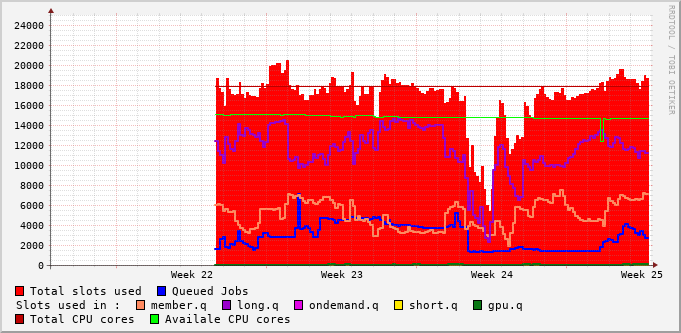 RRDTOOL / TOBI OETIKER
24000
22000
20000
18000
16000
14000
12000
10000
8000
6000
4000
2000
0
Week 22 Week 23 Week 24 Week 25
Total slots used Queued Jobs
Slots used in : member.q long.q ondemand.q short.q gpu.q
Total CPU cores Availale CPU cores